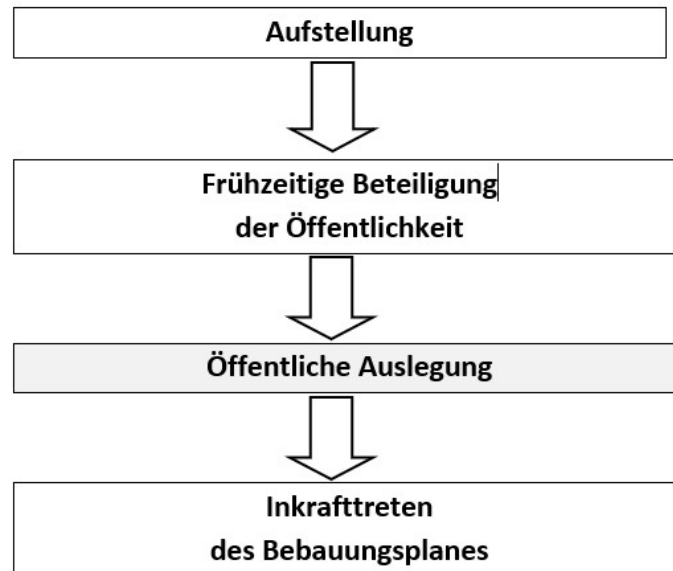 Aufstellung
Frühzeitige Beteiligung
der Öffentlichkeit
Öffentliche Auslegung
Inkrafttreten
des Bebauungsplanes